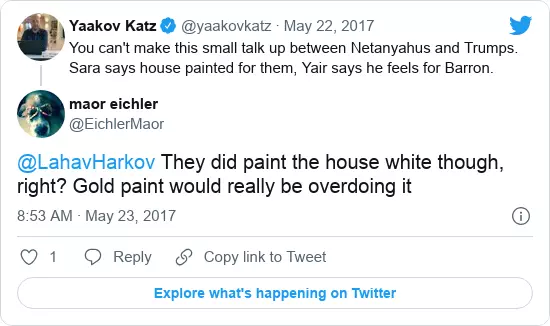 Yaakov Katz @yaakovkatz · May 22, 2017
You can't make this small talk up between Netanyahus and Trumps.
Sara says house painted for them, Yair says he feels for Barron.
maor eichler
@EichlerMaor
@LahavHarkov They did paint the house white though,
right? Gold paint would really be overdoing it
8:53 AM · May 23, 2017
1 Reply Copy link to Tweet
Explore what's happening on Twitter